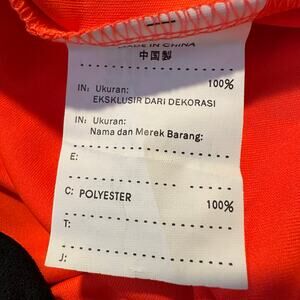 MADE IN CHINA
中国製
100%
IN: Ukuran:
EKSKLUSIR DARI DEKORASI
IN: Ukuran:
Nama dan Merek Barang:
E:
C: POLYESTER 100%
T:
J: